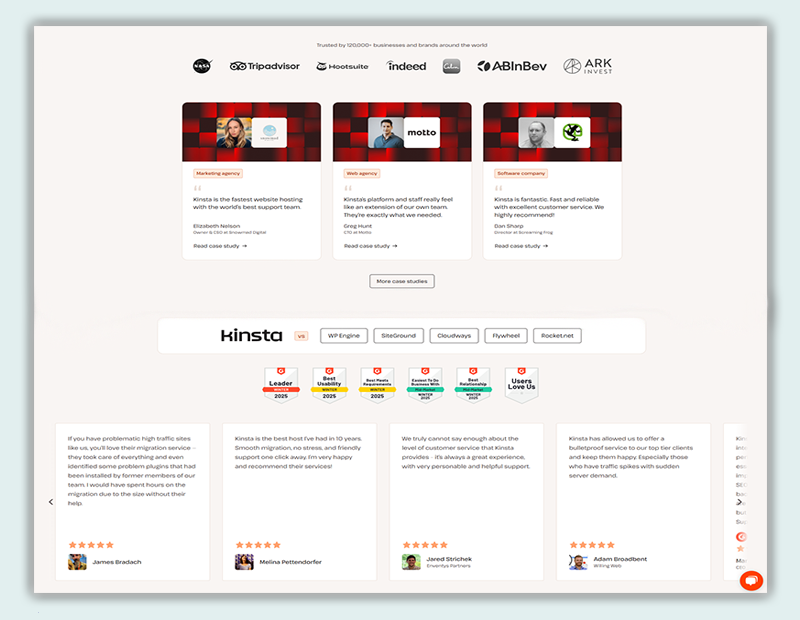 Trusted by 120,000+ businesses and brands around the world
NASA Tripadvisor Hootsuite indeed ABInBev ARK INVEST
motto
Marketing agency
Kinsta is the fastest website hosting
with the world's best support team.
Elizabeth Nelson
Owner & CEO at Snowmad Digital
Read case study →
Web agency
Kinsta's platform and staff really feel
like an extension of our own team.
They're exactly what we needed.
Greg Hunt
CTO at Motto
Read case study →
Software company
Kinsta is fantastic. Fast and reliable
with excellent customer service. We
highly recommend!
Dan Sharp
Director at Screaming Frog
Read case study →
More case studies
Kinsta vs WP Engine SiteGround Cloudways Flywheel Rocket.net
Leader
WINTER
2025
Best
Usability
WINTER
2025
Best Meets
Requirements
WINTER
2025
Easiest To Do
Business With
Mid-Market
WINTER
2025
Best
Relationship
Mid-Market
WINTER
2025
Users
Love Us
If you have problematic high traffic sites
like us, you'll love their migration service –
they took care of everything and even
identified some problem plugins that had
been installed by former members of our
team. I would have spent hours on the
migration due to the size without their
help.
James Bradach
Kinsta is the best host I've had in 10 years.
Smooth migration, no stress, and friendly
support one click away. I'm very happy
and recommend their services!
Melina Pettendorfer
We truly cannot say enough about the
level of customer service that Kinsta
provides – it's always a great experience,
with very personable and helpful support.
Jared Strichek
Enventys Partners
Kinsta has allowed us to offer a
bulletproof service to our top tier clients
and keep them happy. Especially those
who have traffic spikes with sudden
server demand.
Adam Broadbent
Willing Web